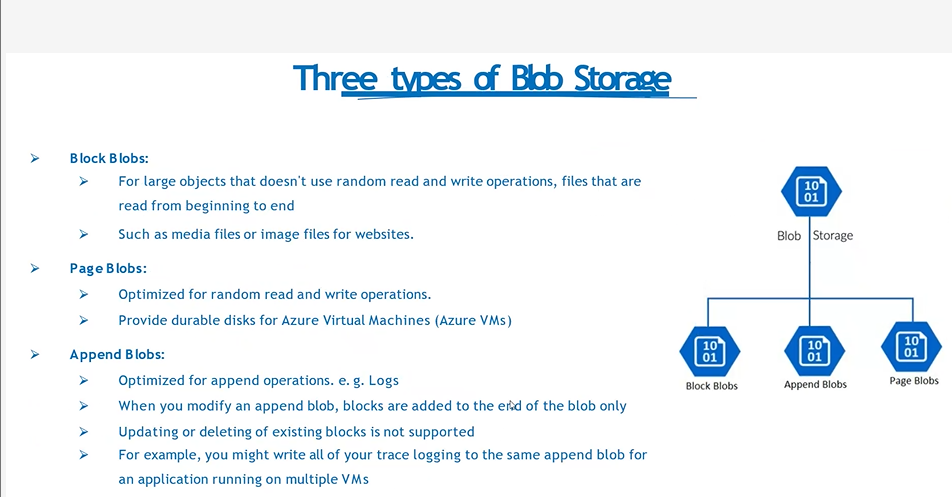 Three types of Blob Storage
Block Blobs:
For large objects that doesn't use random read and write operations, files that are
read from beginning to end
Such as media files or image files for websites.
Page Blobs:
Optimized for random read and write operations.
Provide durable disks for Azure Virtual Machines (Azure VMs)
Append Blobs:
Optimized for append operations. e. g. Logs
When you modify an append blob, blocks are added to the end of the blob only
Updating or deleting of existing blocks is not supported
For example, you might write all of your trace logging to the same append blob for
an application running on multiple VMs
10
01
Blob Storage
10
01
10
01
10
01
Block Blobs
Append Blobs
Page Blobs